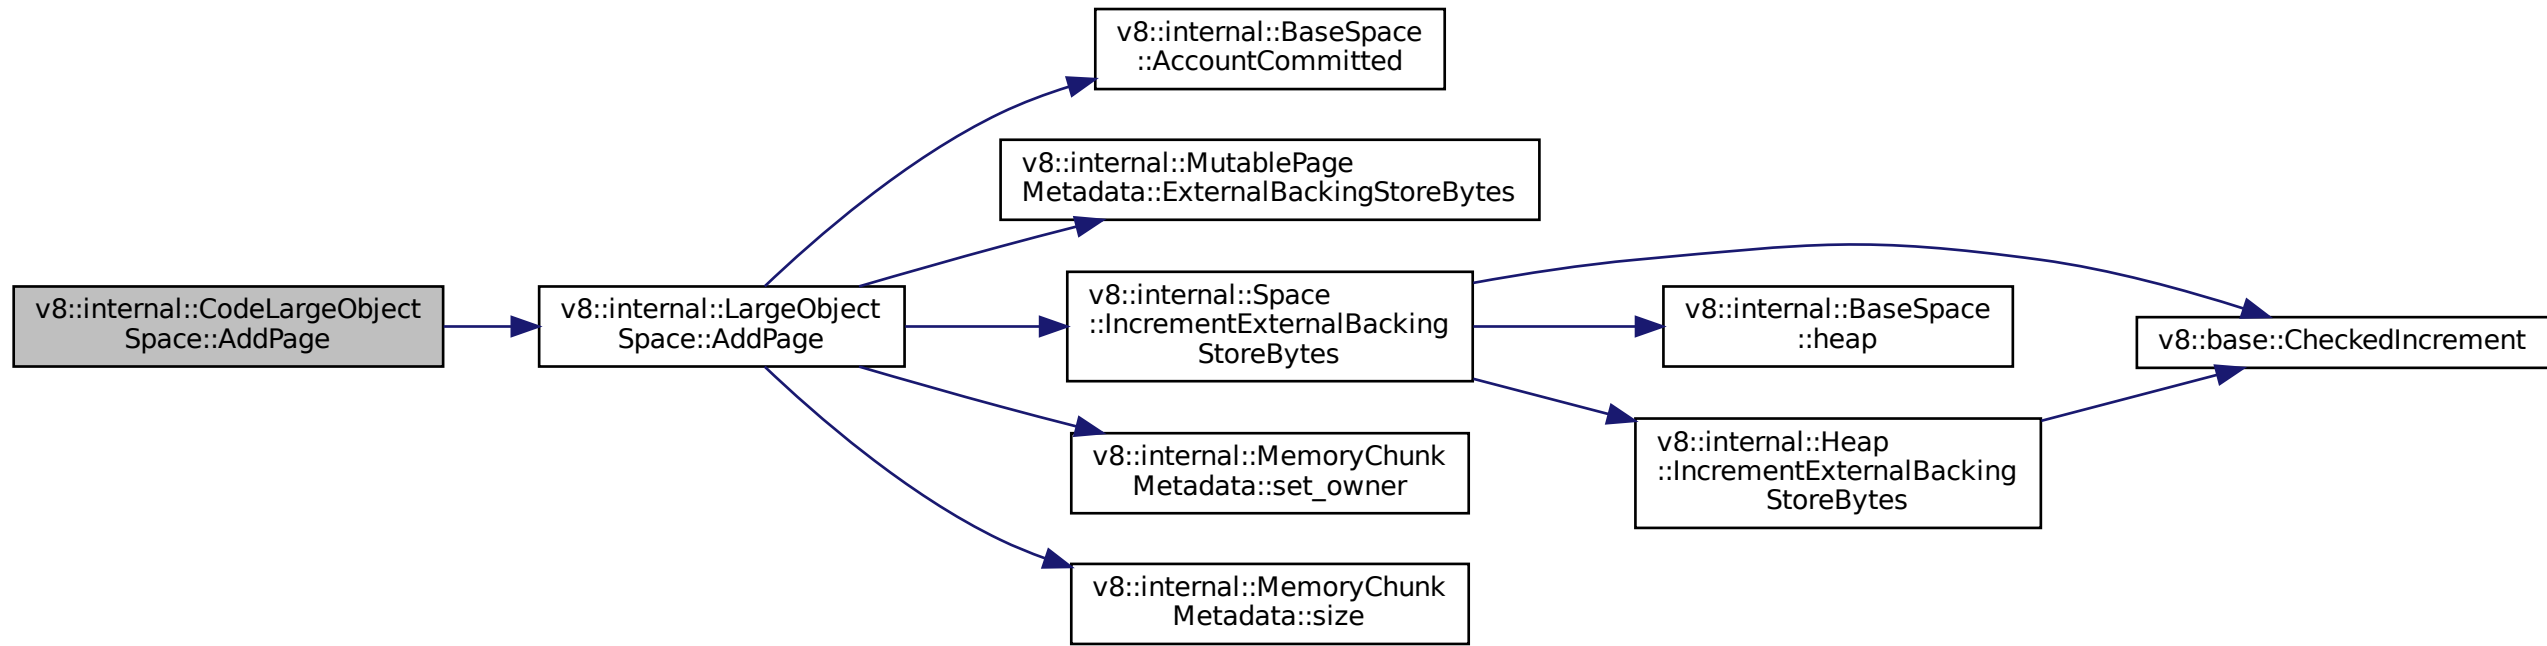 v8::internal::CodeLargeObject
Space::AddPage
v8::internal::LargeObject
Space::AddPage
v8::internal::BaseSpace
::AccountCommitted
v8::internal::MutablePage
Metadata::ExternalBackingStoreBytes
v8::internal::Space
::IncrementExternalBacking
StoreBytes
v8::internal::MemoryChunk
Metadata::set_owner
v8::internal::MemoryChunk
Metadata::size
v8::internal::BaseSpace
::heap
v8::internal::Heap
::IncrementExternalBacking
StoreBytes
v8::base::CheckedIncrement